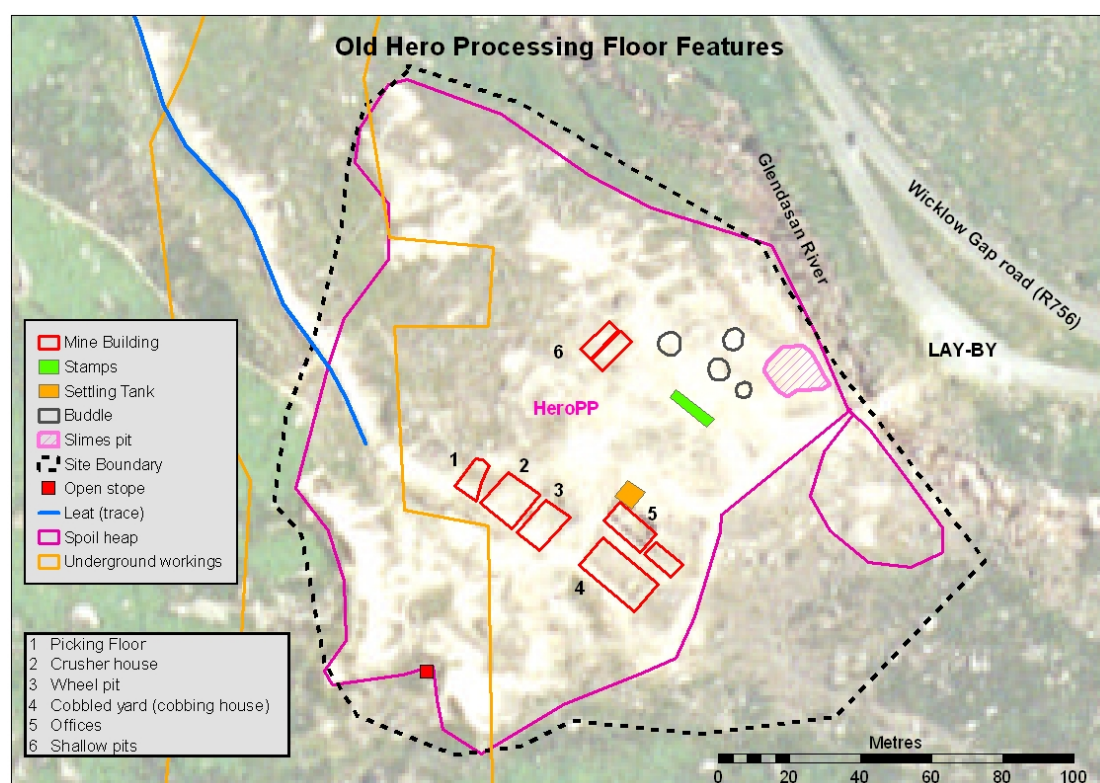 Old Hero Processing Floor Features
Glendasan River
Wicklow Gap road (R756)
LAY-BY
6
HeroPP
1
2
3
5
4
Mine Building
Stamps
Settling Tank
Buddle
Slimes pit
Site Boundary
Open stope
Leat (trace)
Spoil heap
Underground workings
1 Picking Floor
2 Crusher house
3 Wheel pit
4 Cobbled yard (cobbing house)
5 Offices
6 Shallow pits
Metres
0 20 40 60 80 100